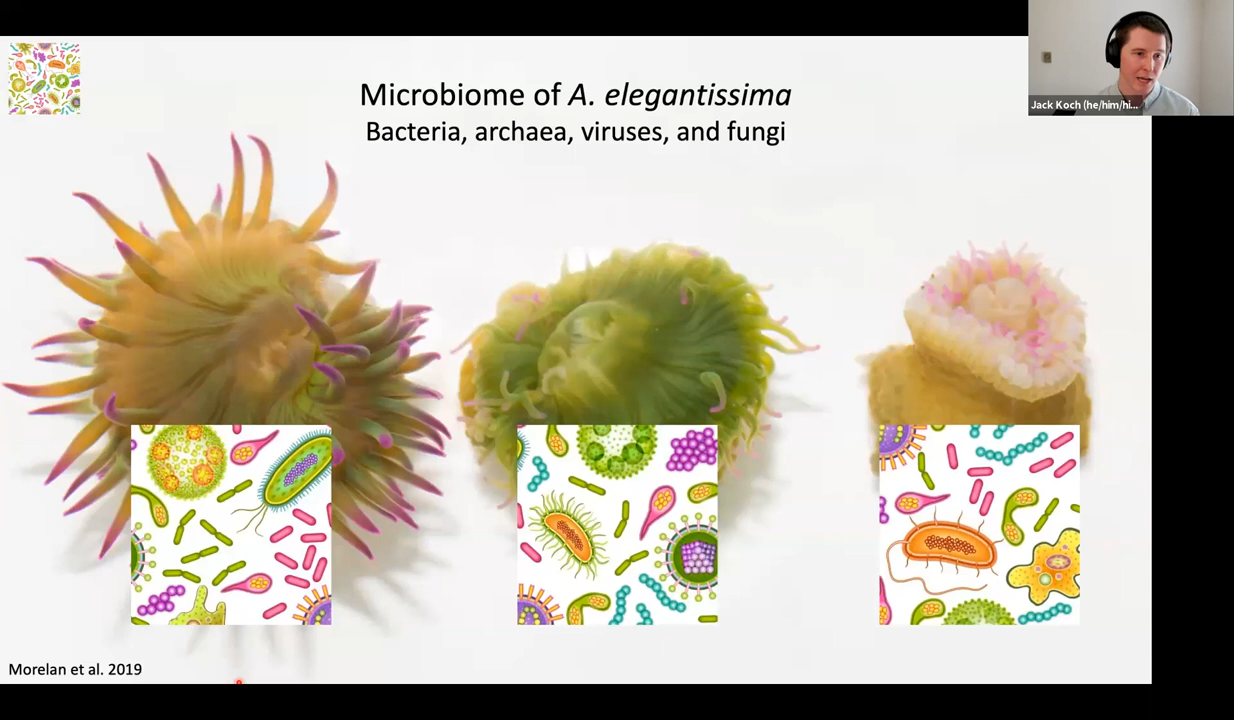 Microbiome of A. elegantissima
Bacteria, archaea, viruses, and fungi
Jack Koch (he/him/hi...
Morelan et al. 2019